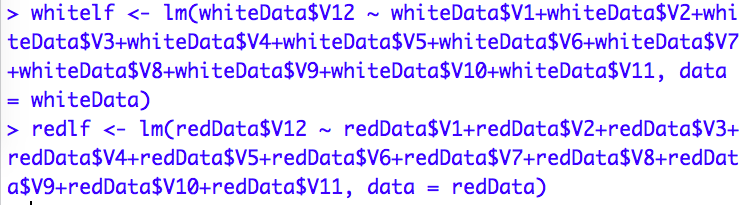 > whitelf <- lm(whiteData$V12 ~ whiteData$V1+whiteData$V2+whi
teData$V3+whiteData$V4+whiteData$V5+whiteData$V6+whiteData$V7
+whiteData$V8+whiteData$V9+whiteData$V10+whiteData$V11, data
= whiteData)
> redlf <- lm(redData$V12 ~ redData$V1+redData$V2+redData$V3+
redData$V4+redData$V5+redData$V6+redData$V7+redData$V8+redDat
a$V9+redData$V10+redData$V11, data = redData)